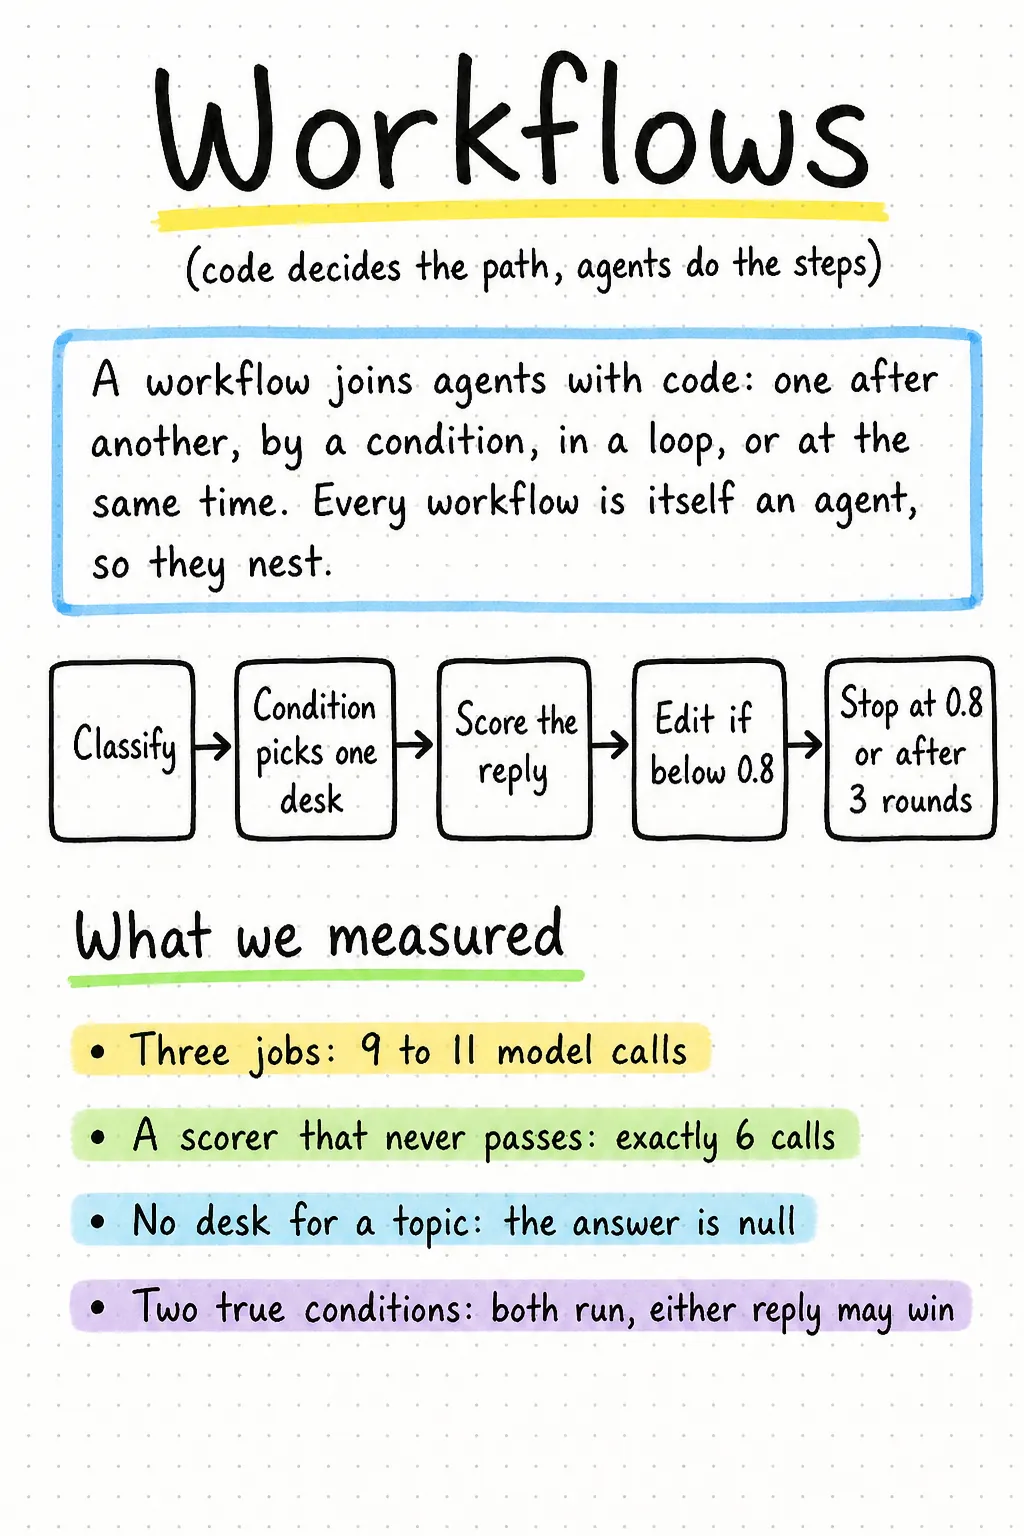 Workflows
(code decides the path, agents do the steps)
A workflow joins agents with code: one after
another, by a condition, in a loop, or at the
same time. Every workflow is itself an agent,
so they nest.
Classify
Condition
picks one
desk
Score the
reply
Edit if
below 0.8
Stop at 0.8
or after
3 rounds
What we measured
• Three jobs: 9 to 11 model calls
• A scorer that never passes: exactly 6 calls
• No desk for a topic: the answer is null
• Two true conditions: both run, either reply may win